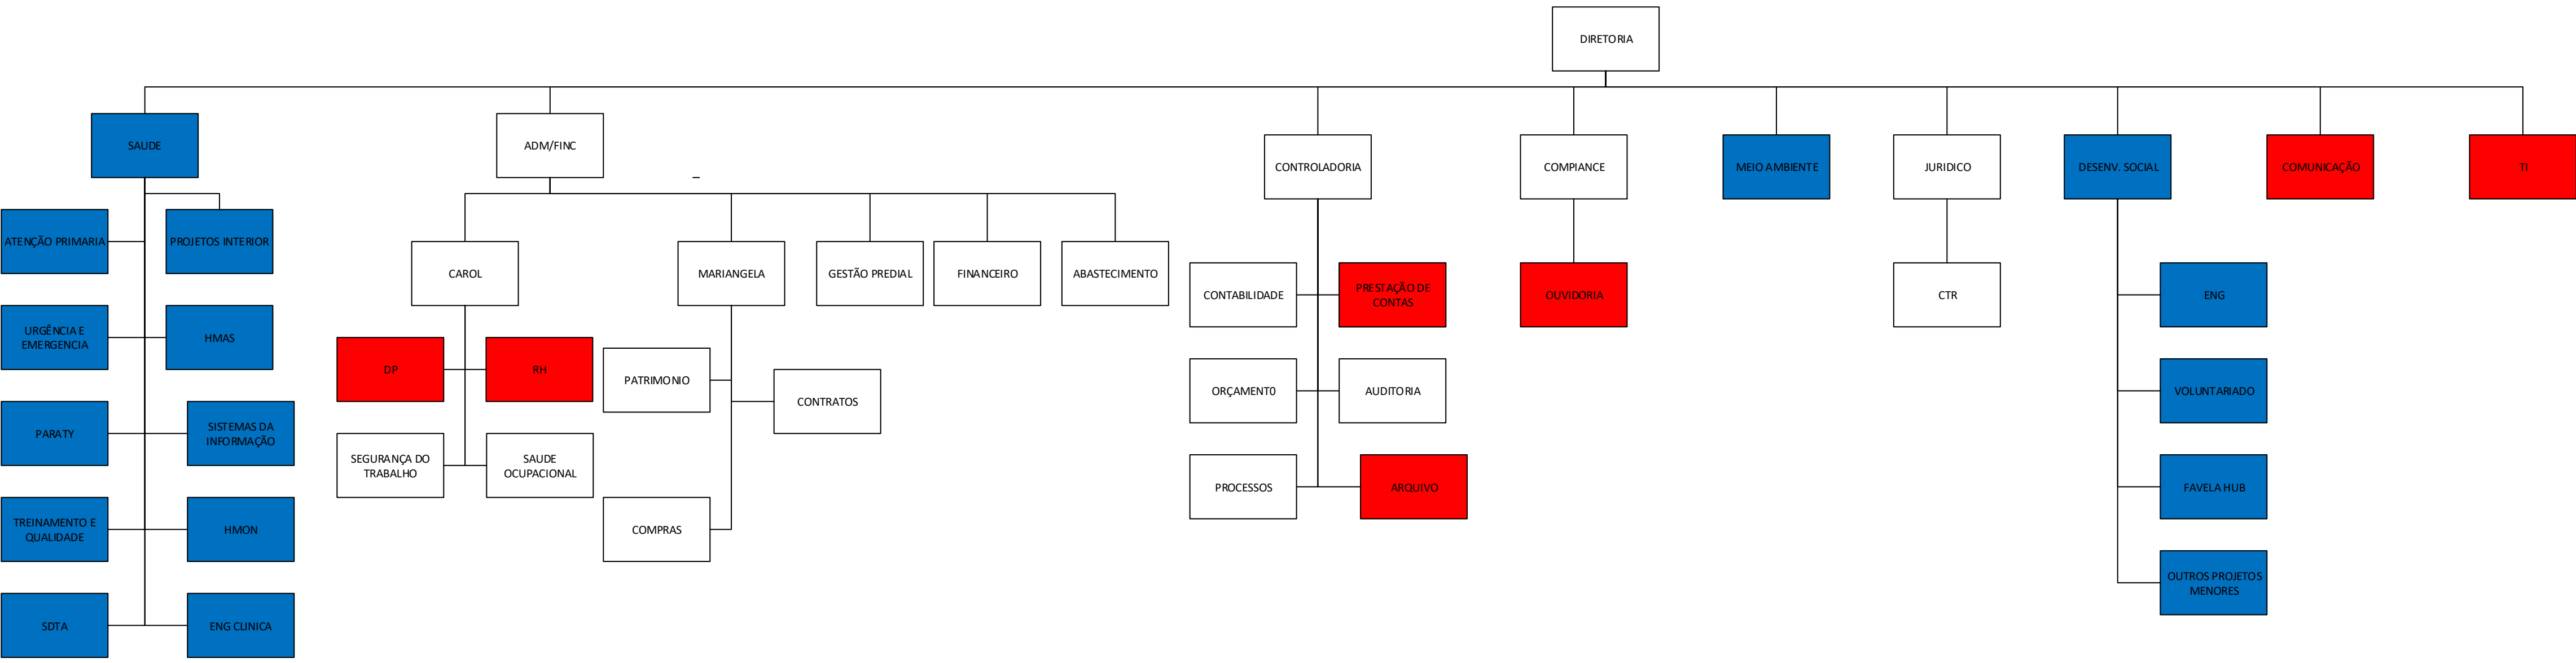 DIRETORIA
SAUDE
ADM/FINC
CONTROLADORIA
COMPIANCE
MEIO AMBIENTE
JURIDICO
DESENV. SOCIAL
COMUNICAÇÃO
TI
ATENÇÃO PRIMARIA
PROJETOS INTERIOR
URGÊNCIA E
EMERGENCIA
HMAS
PARATY
SISTEMAS DA
INFORMAÇÃO
TREINAMENTO E
QUALIDADE
HMON
SDTA
ENG CLINICA
CAROL
MARIANGELA
GESTÃO PREDIAL
FINANCEIRO
ABASTECIMENTO
DP
RH
SEGURANÇA DO
TRABALHO
SAUDE
OCUPACIONAL
PATRIMONIO
CONTRATOS
COMPRAS
CONTABILIDADE
PRESTAÇÃO DE
CONTAS
ORÇAMENT0
AUDITORIA
PROCESSOS
ARQUIVO
OUVIDORIA
CTR
ENG
VOLUNTARIADO
FAVELA HUB
OUTROS PROJETOS
MENORES